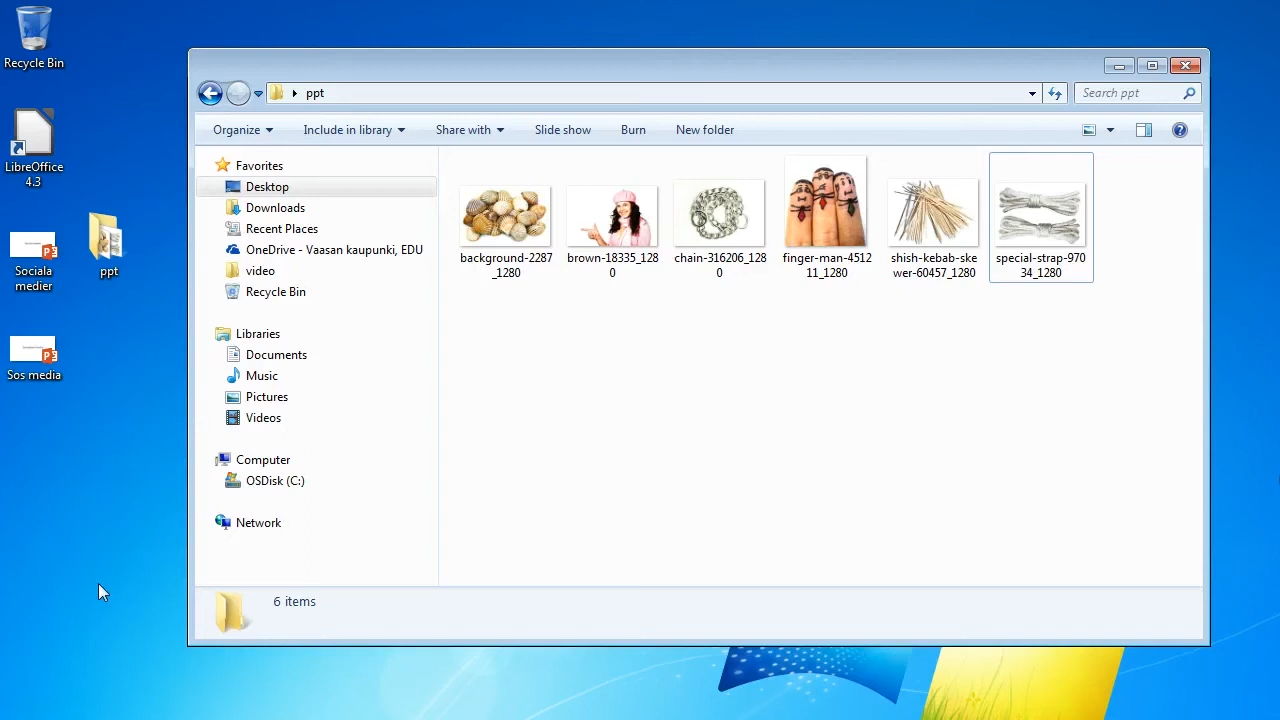 Recycle Bin
LibreOffice
4.3
Sociala
medier
ppt
Sos media
ppt
Search ppt
Organize
Include in library
Share with
Slide show
Burn
New folder
Favorites
Desktop
Downloads
Recent Places
OneDrive - Vaasan kaupunki, EDU
video
Recycle Bin
Libraries
Documents
Music
Pictures
Videos
Computer
OSDisk (C:)
Network
background-2287
_1280
brown-18335_128
0
chain-316206_128
0
finger-man-4512
11_1280
shish-kebab-ske
wer-60457_1280
special-strap-970
34_1280
6 items